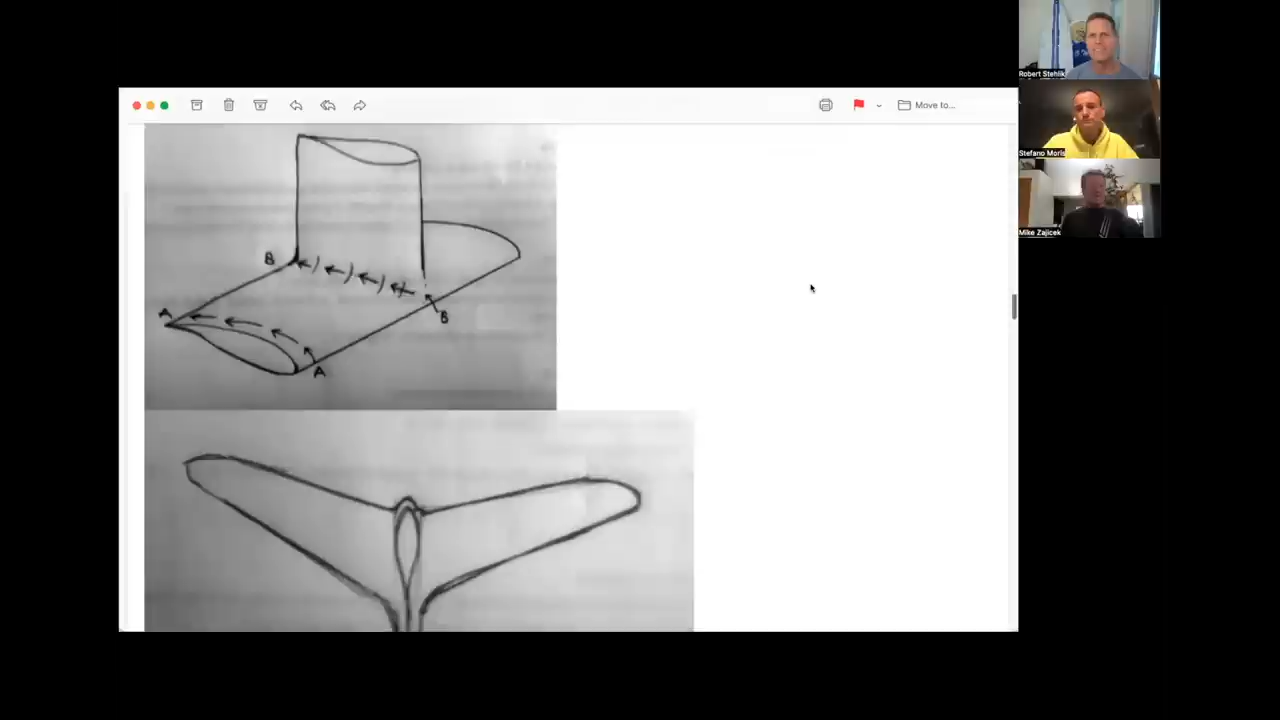 Move to...
Robert Stehlik
Stefano Moris
Mike Zajicek
B
B
A
A